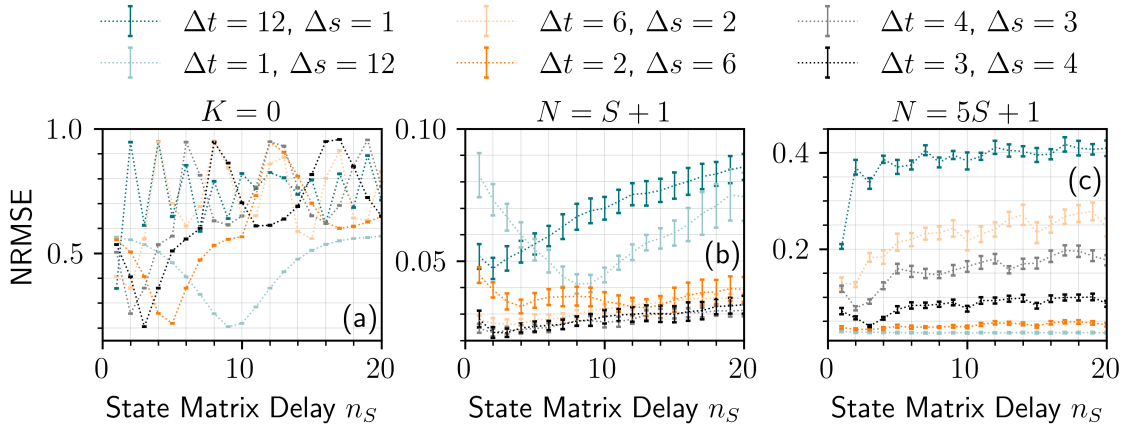 Δt = 12, Δs = 1
Δt = 6, Δs = 2
Δt = 4, Δs = 3
Δt = 1, Δs = 12
Δt = 2, Δs = 6
Δt = 3, Δs = 4
K = 0
N = S + 1
N = 5S + 1
NRMSE
1.0
0.5
0
10
20
(a)
State Matrix Delay n_S
0.10
0.05
0
10
20
(b)
State Matrix Delay n_S
0.4
0.2
0
10
20
(c)
State Matrix Delay n_S